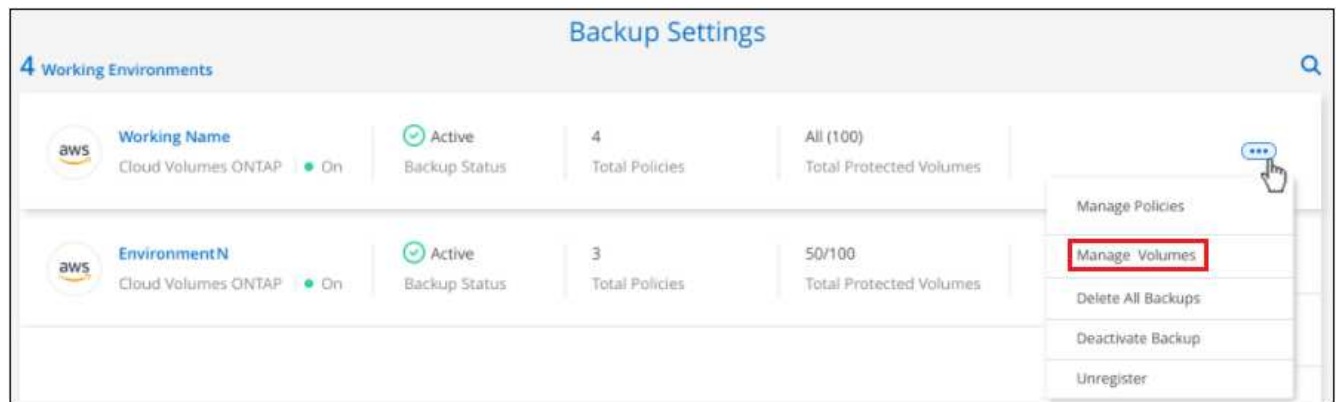 Backup Settings
4 Working Environments
aws
Working Name
Cloud Volumes ONTAP
On
Active
Backup Status
4
Total Policies
All (100)
Total Protected Volumes
Manage Policies
Manage Volumes
Delete All Backups
Deactivate Backup
Unregister
aws
EnvironmentN
Cloud Volumes ONTAP
On
Active
Backup Status
3
Total Policies
50/100
Total Protected Volumes